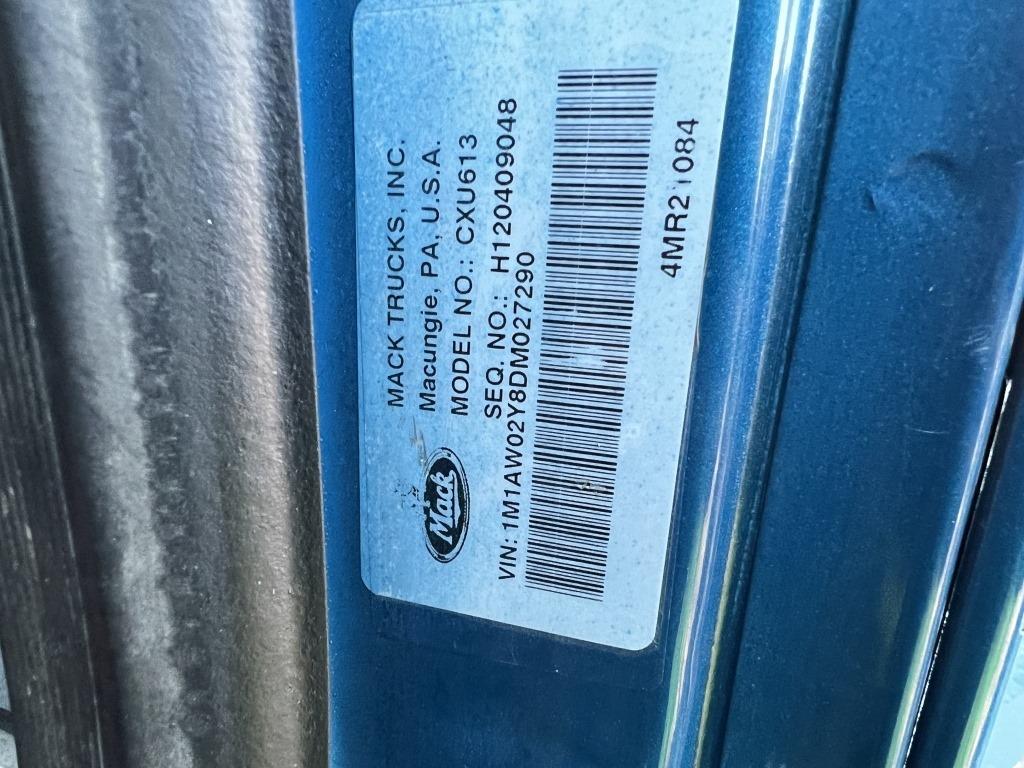 MACK TRUCKS, INC.
Macungie, PA, U.S.A.
MODEL NO.: CXU613
SEQ. NO.: H120409048
Mack
VIN: 1M1AW02Y8DM027290
4MR21084